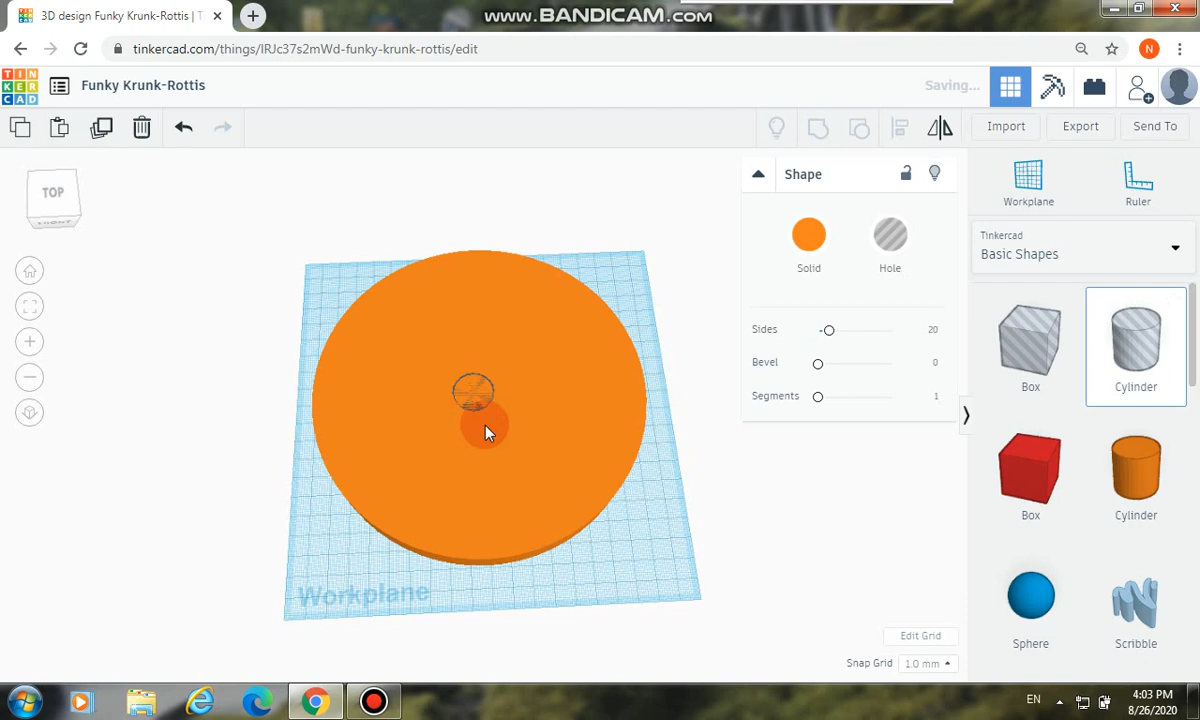 www.BANDICAM.com
3D design Funky Krunk-Rottis | T
tinkercad.com/things/lRJc37s2mWd-funky-krunk-rottis/edit
N
TIN
KER
CAD
Funky Krunk-Rottis
Saving...
Import
Export
Send To
TOP
FRONT
Shape
Solid
Hole
Sides
20
Bevel
0
Segments
1
Workplane
Ruler
Tinkercad
Basic Shapes
Box
Cylinder
Box
Cylinder
Sphere
Scribble
Workplane
Edit Grid
Snap Grid
1.0 mm
EN
4:03 PM
8/26/2020